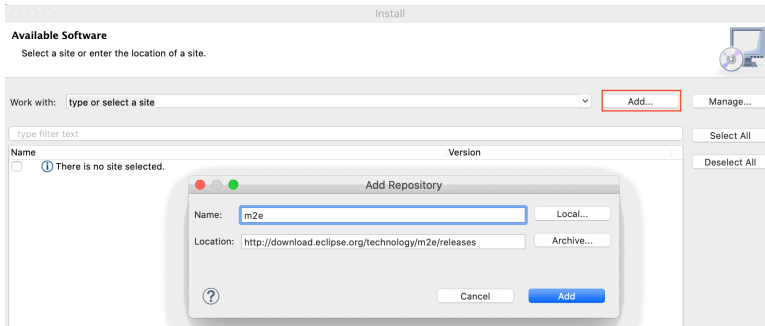 Install
Available Software
Select a site or enter the location of a site.
Work with: type or select a site Add... Manage...
type filter text Select All
Name Version
There is no site selected. Deselect All
Add Repository
Name: m2e Local...
Location: http://download.eclipse.org/technology/m2e/releases Archive...
? Cancel Add